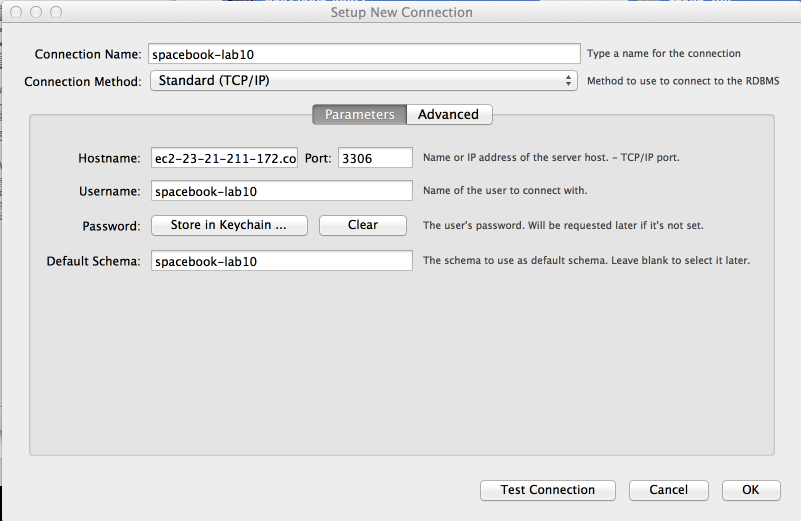 Setup New Connection
Connection Name: spacebook-lab10 Type a name for the connection
Connection Method: Standard (TCP/IP) Method to use to connect to the RDBMS
Parameters Advanced
Hostname: ec2-23-21-211-172.co Port: 3306 Name or IP address of the server host. - TCP/IP port.
Username: spacebook-lab10 Name of the user to connect with.
Password: Store in Keychain ... Clear The user's password. Will be requested later if it's not set.
Default Schema: spacebook-lab10 The schema to use as default schema. Leave blank to select it later.
Test Connection Cancel OK